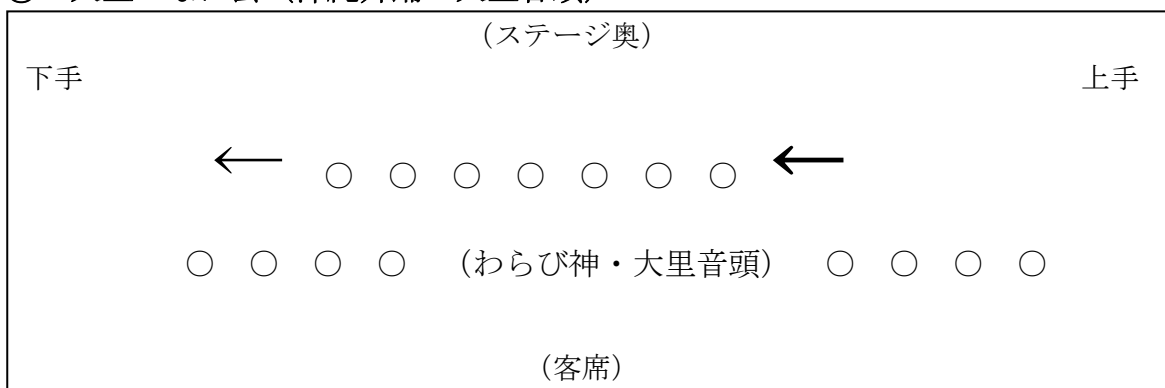 （ステージ奥）
下手 上手
← ○ ○ ○ ○ ○ ○ ○ ←
○ ○ ○ ○ （わらび神・大里音頭） ○ ○ ○ ○
（客席）